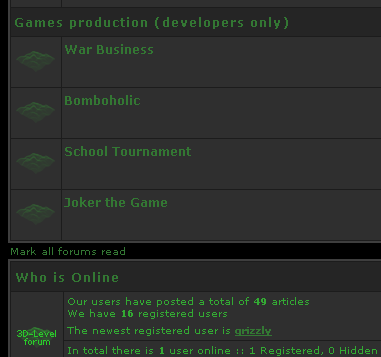 Games production (developers only)
War Business
Bomboholic
School Tournament
Joker the Game
Mark all forums read
Who is Online
Our users have posted a total of 49 articles
We have 16 registered users
The newest registered user is grizzly
3D-Level
forum
In total there is 1 user online :: 1 Registered, 0 Hidden